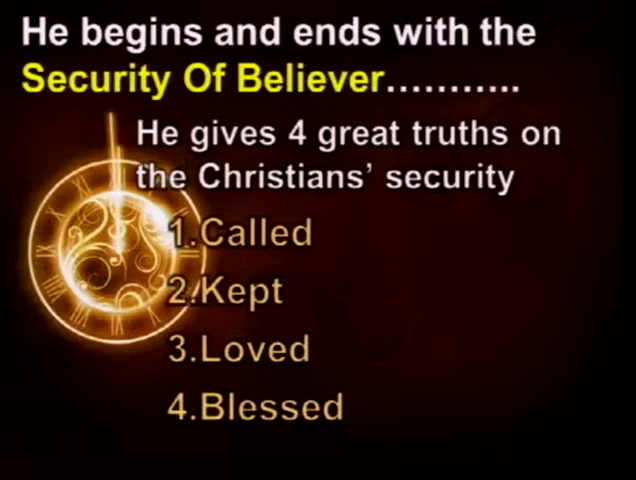 He begins and ends with the
Security Of Believer...........
He gives 4 great truths on
the Christians’ security
1.Called
2.Kept
3.Loved
4.Blessed